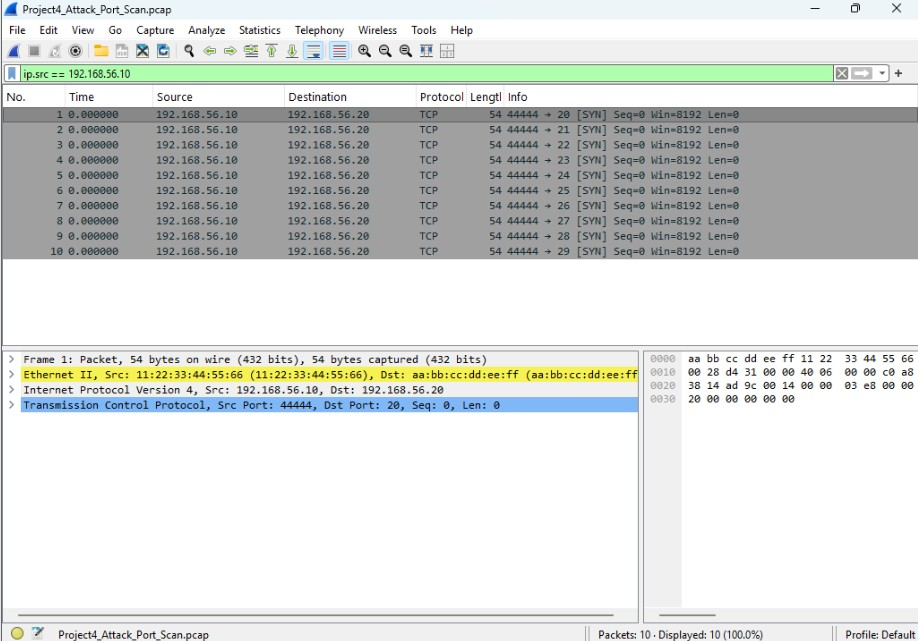 Project4_Attack_Port_Scan.pcap
File Edit View Go Capture Analyze Statistics Telephony Wireless Tools Help
ip.src == 192.168.56.10
No. Time Source Destination Protocol Lengtl Info
1 0.000000 192.168.56.10 192.168.56.20 TCP 54 44444 → 20 [SYN] Seq=0 Win=8192 Len=0
2 0.000000 192.168.56.10 192.168.56.20 TCP 54 44444 → 21 [SYN] Seq=0 Win=8192 Len=0
3 0.000000 192.168.56.10 192.168.56.20 TCP 54 44444 → 22 [SYN] Seq=0 Win=8192 Len=0
4 0.000000 192.168.56.10 192.168.56.20 TCP 54 44444 → 23 [SYN] Seq=0 Win=8192 Len=0
5 0.000000 192.168.56.10 192.168.56.20 TCP 54 44444 → 24 [SYN] Seq=0 Win=8192 Len=0
6 0.000000 192.168.56.10 192.168.56.20 TCP 54 44444 → 25 [SYN] Seq=0 Win=8192 Len=0
7 0.000000 192.168.56.10 192.168.56.20 TCP 54 44444 → 26 [SYN] Seq=0 Win=8192 Len=0
8 0.000000 192.168.56.10 192.168.56.20 TCP 54 44444 → 27 [SYN] Seq=0 Win=8192 Len=0
9 0.000000 192.168.56.10 192.168.56.20 TCP 54 44444 → 28 [SYN] Seq=0 Win=8192 Len=0
10 0.000000 192.168.56.10 192.168.56.20 TCP 54 44444 → 29 [SYN] Seq=0 Win=8192 Len=0
Frame 1: Packet, 54 bytes on wire (432 bits), 54 bytes captured (432 bits)
Ethernet II, Src: 11:22:33:44:55:66 (11:22:33:44:55:66), Dst: aa:bb:cc:dd:ee:ff (aa:bb:cc:dd:ee:ff
Internet Protocol Version 4, Src: 192.168.56.10, Dst: 192.168.56.20
Transmission Control Protocol, Src Port: 44444, Dst Port: 20, Seq: 0, Len: 0
0000 aa bb cc dd ee ff 11 22 33 44 55 66
0010 00 28 d4 31 00 00 40 06 00 00 c0 a8
0020 38 14 ad 9c 00 14 00 00 03 e8 00 00
0030 20 00 00 00 00 00
Project4_Attack_Port_Scan.pcap
Packets: 10 · Displayed: 10 (100.0%)
Profile: Default